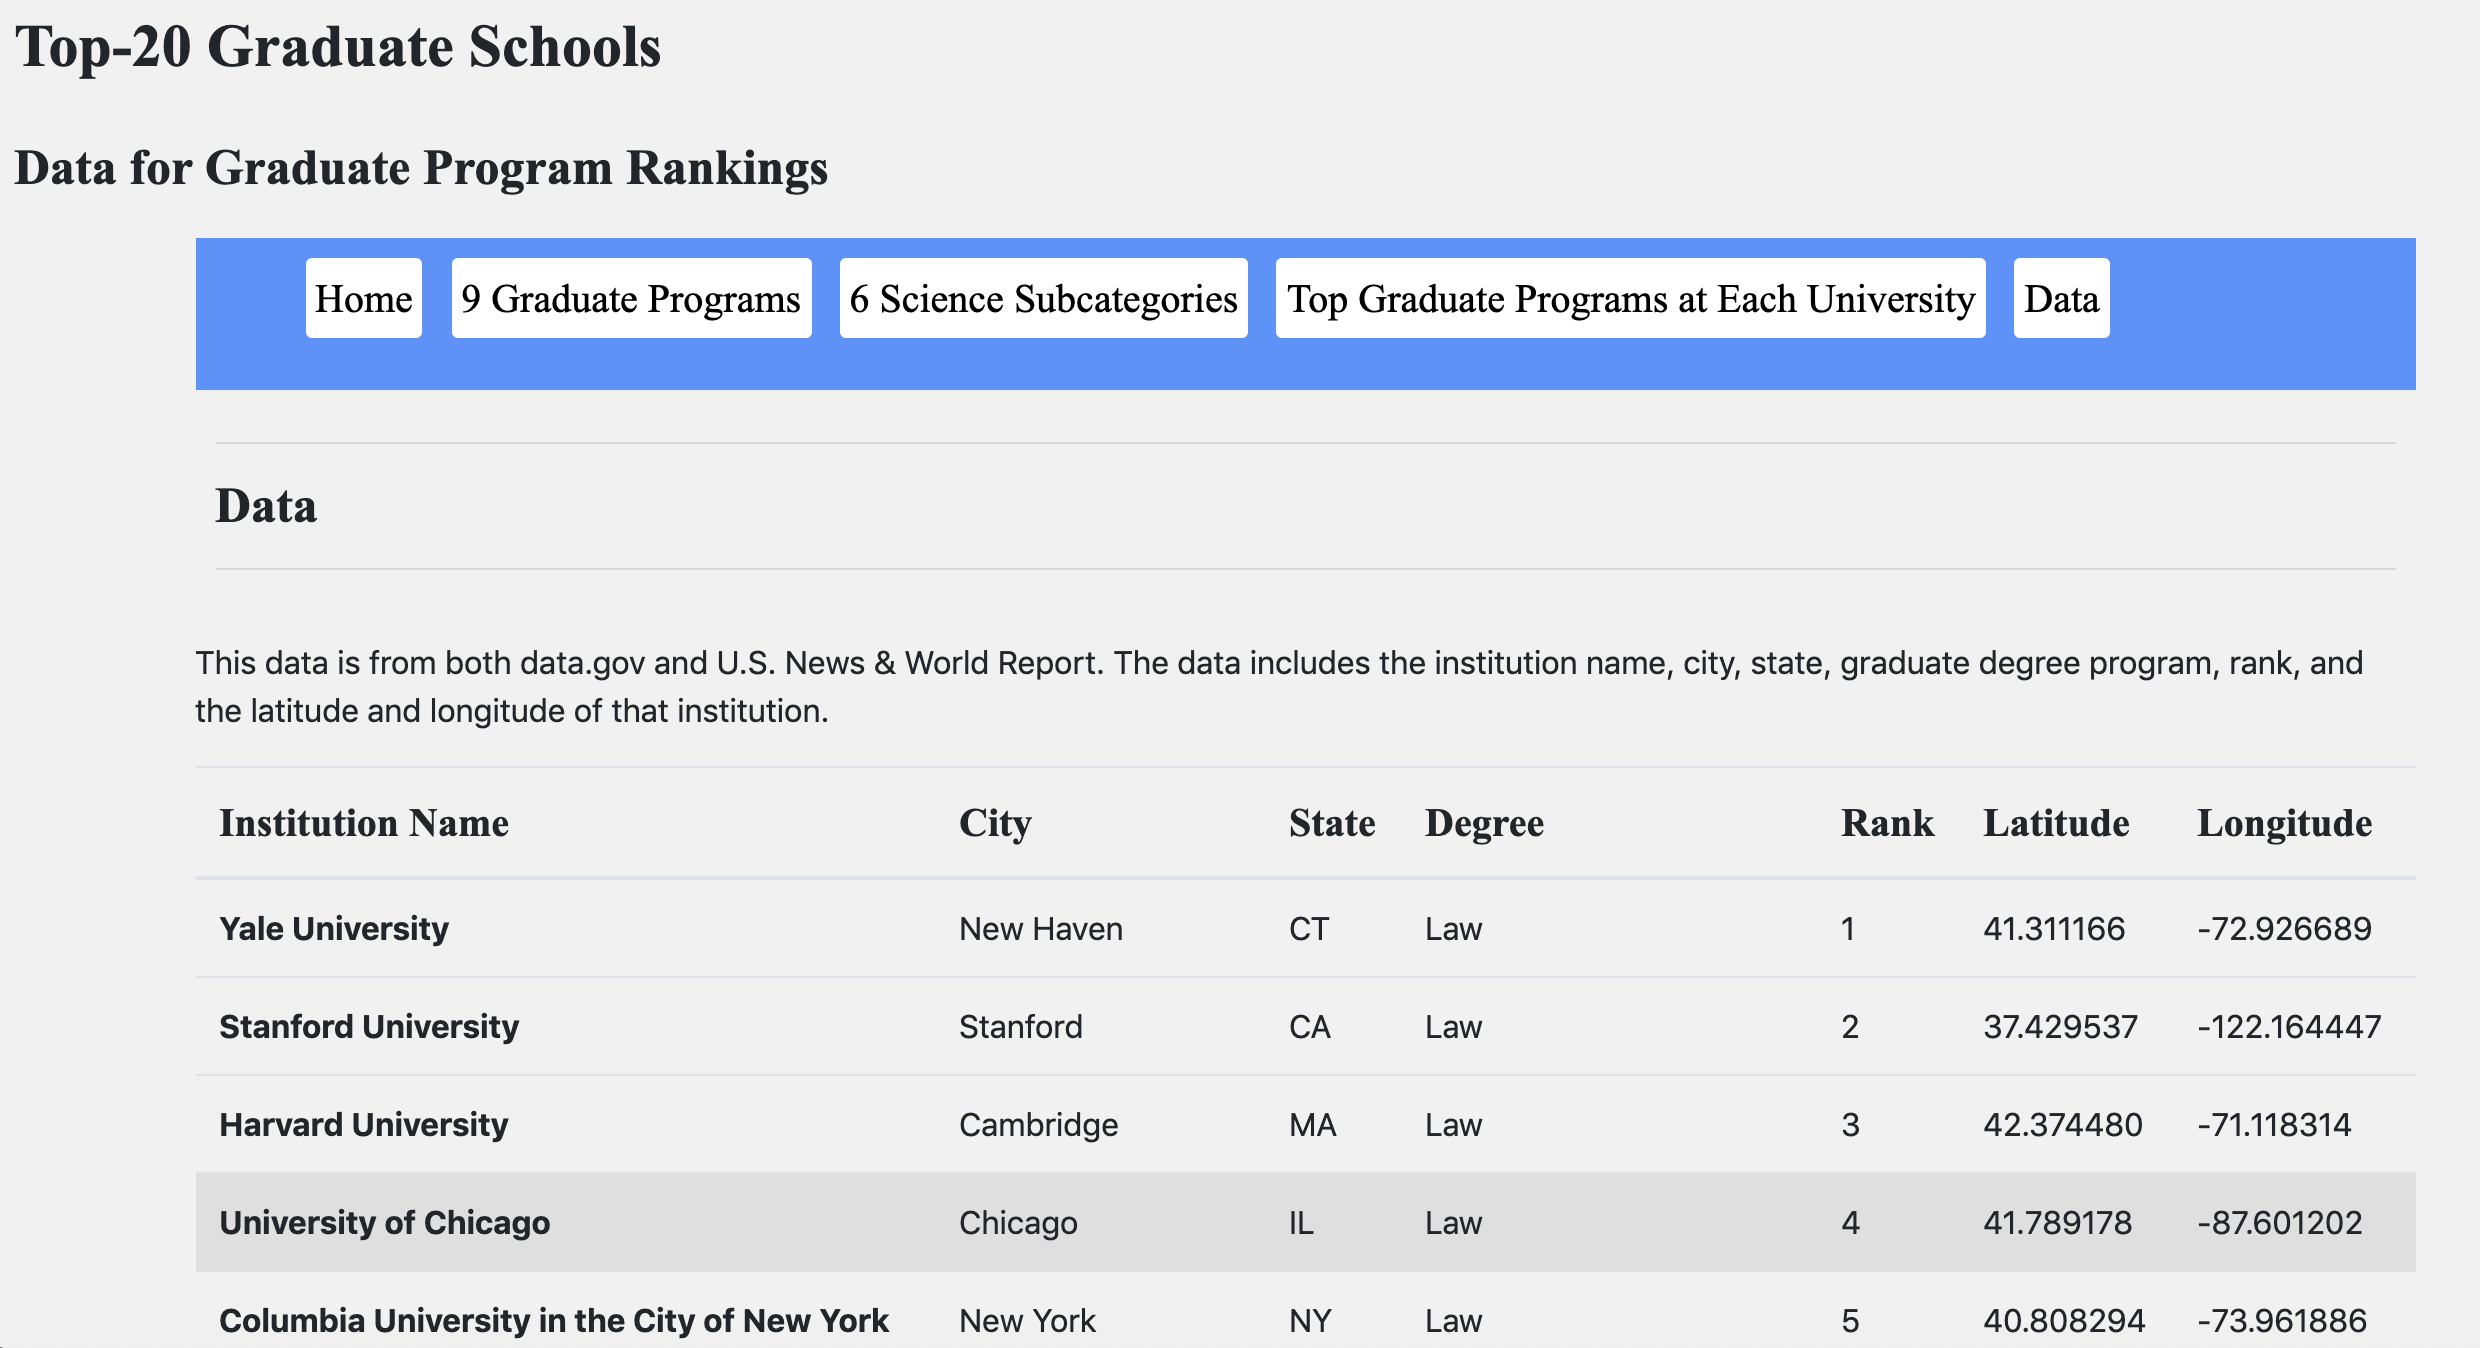 Top-20 Graduate Schools
Data for Graduate Program Rankings
Home 9 Graduate Programs 6 Science Subcategories Top Graduate Programs at Each University Data
Data
This data is from both data.gov and U.S. News & World Report. The data includes the institution name, city, state, graduate degree program, rank, and
the latitude and longitude of that institution.
Institution Name City State Degree Rank Latitude Longitude
Yale University New Haven CT Law 1 41.311166 -72.926689
Stanford University Stanford CA Law 2 37.429537 -122.164447
Harvard University Cambridge MA Law 3 42.374480 -71.118314
University of Chicago Chicago IL Law 4 41.789178 -87.601202
Columbia University in the City of New York New York NY Law 5 40.808294 -73.961886